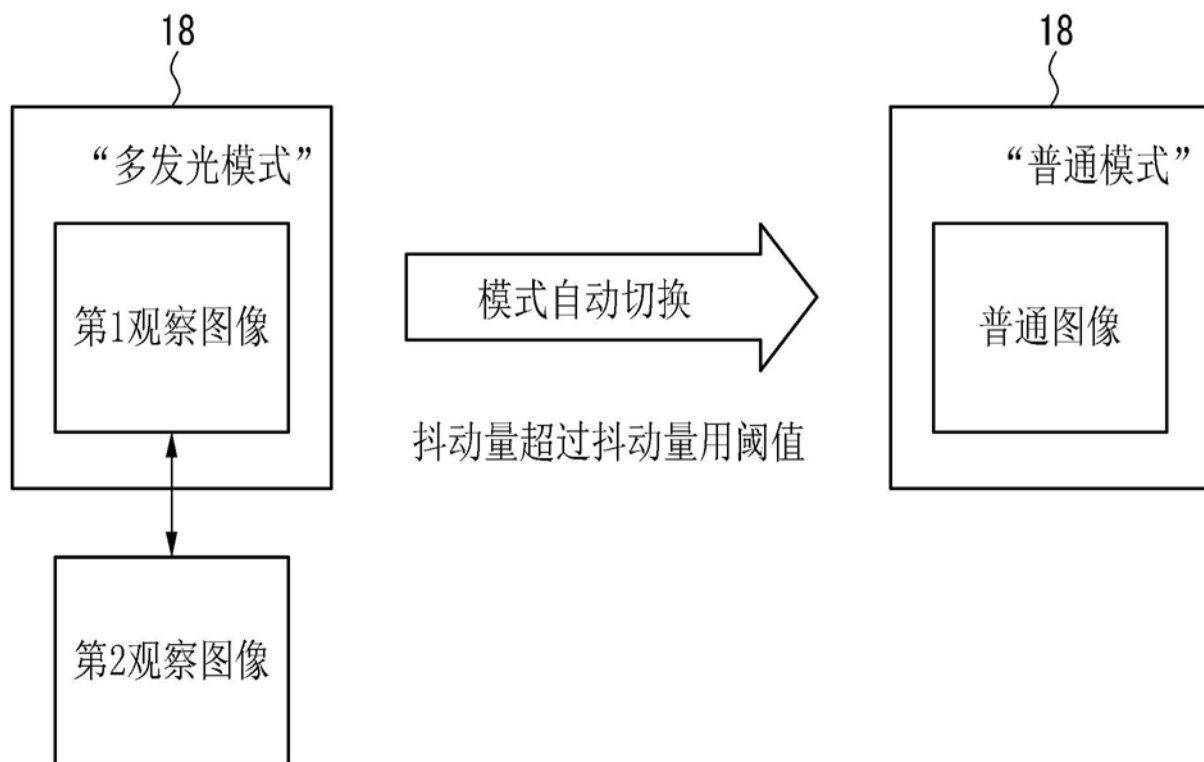 18
18
“多发光模式”
“普通模式”
第1观察图像
模式自动切换
普通图像
抖动量超过抖动量用阈值
第2观察图像